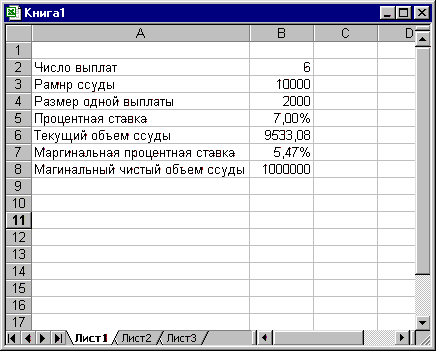 Книга1
A B C D
1
2 Число выплат 6
3 Рамнр ссуды 10000
4 Размер одной выплаты 2000
5 Процентная ставка 7,00%
6 Текущий объем ссуды 9533,08
7 Маргинальная процентная ставка 5,47%
8 Магинальный чистый объем ссуды 1000000
9
10
11
12
13
14
15
16
17
Лист1 Лист2 Лист3